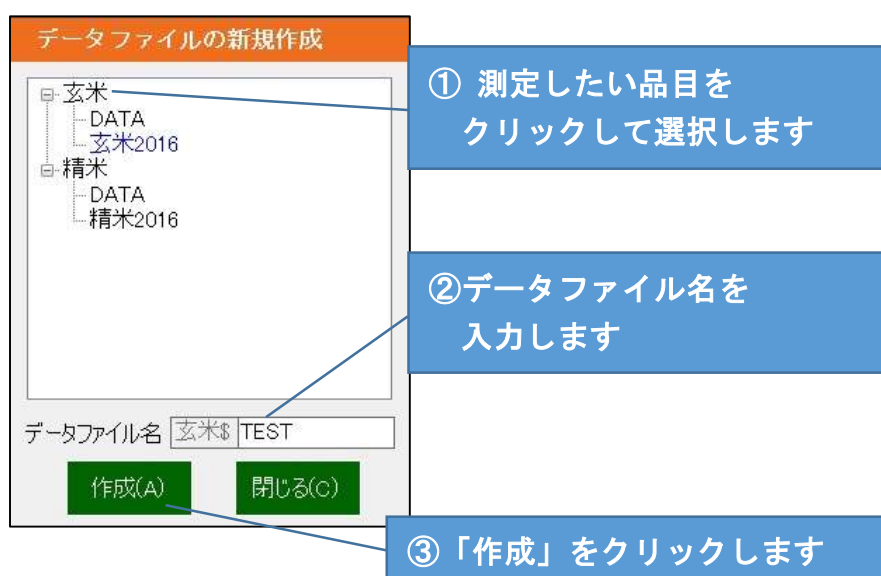 データファイルの新規作成
玄米
DATA
玄米2016
精米
DATA
精米2016
データファイル名 玄米$ TEST
作成(A) 閉じる(C)
① 測定したい品目を
クリックして選択します
②データファイル名を
入力します
③「作成」をクリックします